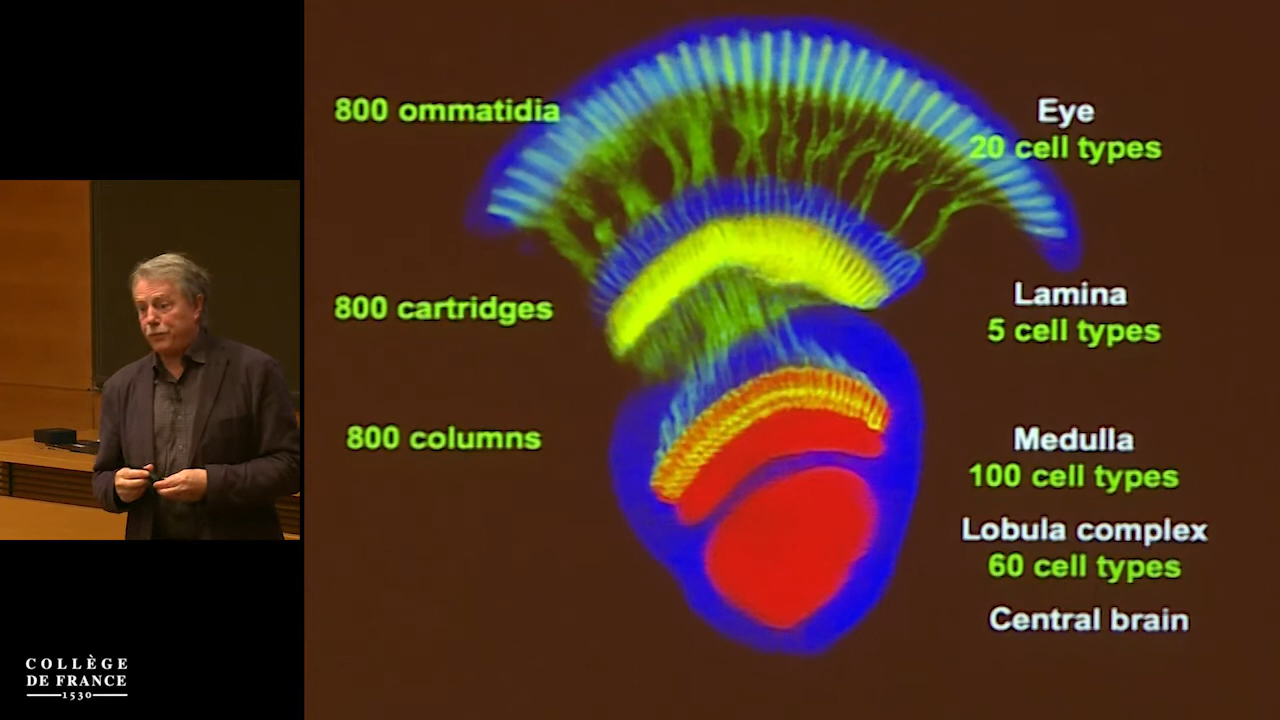 800 ommatidia
Eye
20 cell types
800 cartridges
Lamina
5 cell types
800 columns
Medulla
100 cell types
Lobula complex
60 cell types
Central brain
COLLÈGE
DE FRANCE
1530